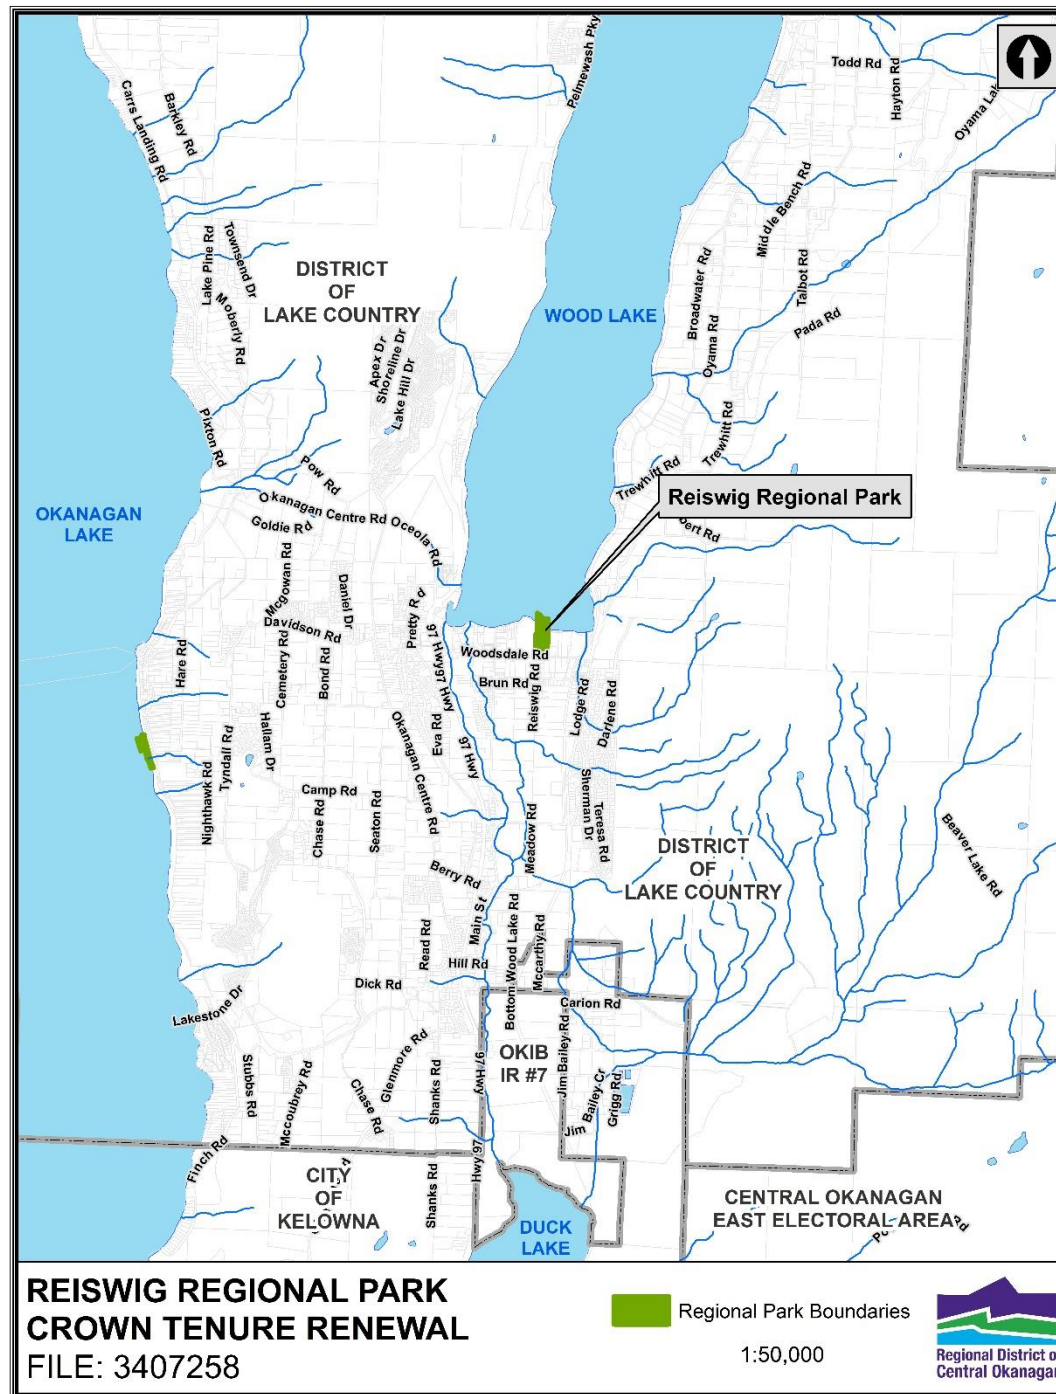 Pelmewash Pky
Todd Rd
Hayton Rd
Carrs Landing Rd
Barkley Rd
Middle Bench Rd
Lake Pine Rd
Townsend Dr
Moberly Rd
DISTRICT
OF
LAKE COUNTRY
WOOD LAKE
Broadwater Rd
Oyama Rd
Talbot Rd
Pada Rd
Apex Dr
Shoreline Dr
Lake Hill Dr
Pixton Rd
Pow Rd
Trewhitt Rd
Trewhitt Rd
Reiswig Regional Park
OKANAGAN
LAKE
Okanagan Centre Rd
Oceola Rd
Goldie Rd
Mcgowan Rd
Daniel Dr
Davidson Rd
Pretty Rd
Hare Rd
Cemetery Rd
Bond Rd
97 Hwy
97 Hwy
Woodsdale Rd
Brun Rd
Reiswig Rd
Lodge Rd
Darlene Rd
Hallam Dr
Tyndall Rd
Nighthawk Rd
Okanagan Centre Rd
Eva Rd
97 Hwy
Camp Rd
Chase Rd
Seaton Rd
Meadow Rd
Sherman Dr
Teresa Rd
DISTRICT
OF
LAKE COUNTRY
Beaver Lake Rd
Berry Rd
Main St
Read Rd
Hill Rd
Bottom Wood Lake Rd
Mccarthy Rd
Dick Rd
Lakestone Dr
Carion Rd
OKIB
IR #7
Jim Bailey Rd
Glenmore Rd
Stubbs Rd
Mccoubrey Rd
Chase Rd
Shanks Rd
97 Hwy
Jim Bailey Cr
Grigg Rd
Finch Rd
CITY
OF
KELOWNA
Shanks Rd
Hwy 97
DUCK
LAKE
CENTRAL OKANAGAN
EAST ELECTORAL AREA
REISWIG REGIONAL PARK
CROWN TENURE RENEWAL
FILE: 3407258
Regional Park Boundaries
1:50,000
Regional District of
Central Okanagan